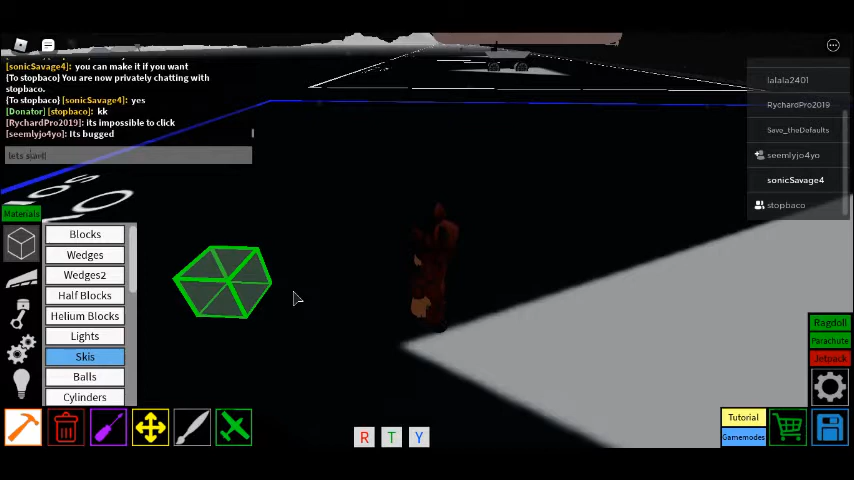 [sonicSavage4]: you can make it if you want
{To stopbaco} You are now privately chatting with
stopbaco.
{To stopbaco} [sonicSavage4]: yes
[Donator] [stopbaco]: kk
[RychardPro2019]: its impossible to click
[seemlyjo4yo]: Its bugged
lets start
Materials
Blocks
Wedges
Wedges2
Half Blocks
Helium Blocks
Lights
Skis
Balls
Cylinders
R T Y
lalala2401
RychardPro2019
Save_theDefaults
seemlyjo4yo
sonicSavage4
stopbaco
Ragdoll
Parachute
Jetpack
Tutorial
Gamemodes